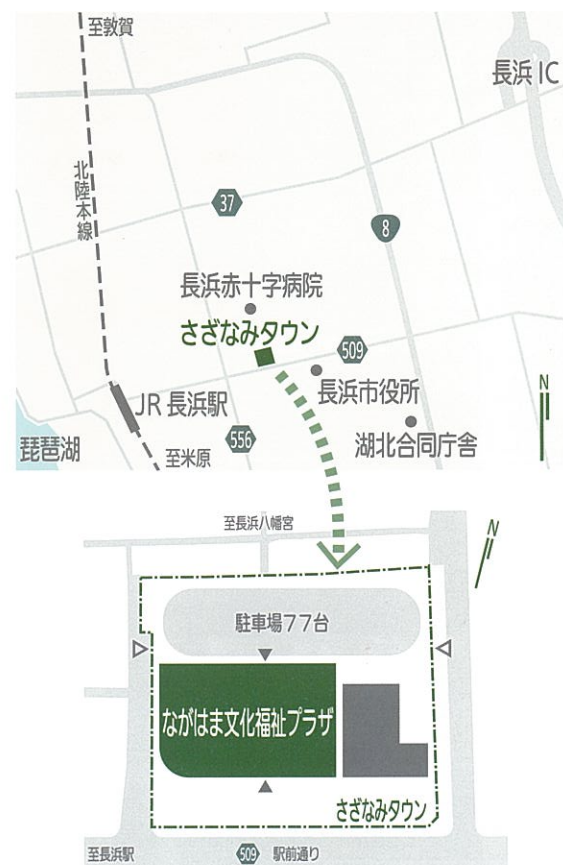 至敦賀
長浜 IC
北陸本線
37
8
長浜赤十字病院
さざなみタウン
509
長浜市役所
JR 長浜駅
N
琵琶湖
至米原
556
湖北合同庁舎
至長浜八幡宮
N
駐車場77台
ながはま文化福祉プラザ
さざなみタウン
至長浜駅
509
駅前通り